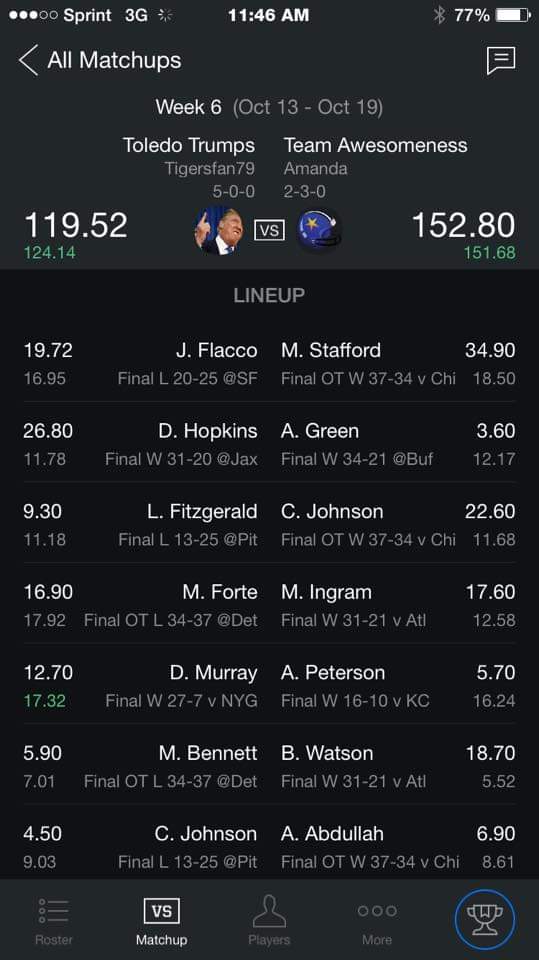 Sprint 3G 11:46 AM 77%
All Matchups
Week 6 (Oct 13 - Oct 19)
Toledo Trumps Team Awesomeness
Tigersfan79 Amanda
5-0-0 2-3-0
119.52 VS 152.80
124.14 151.68
LINEUP
19.72 J. Flacco M. Stafford 34.90
16.95 Final L 20-25 @SF Final OT W 37-34 v Chi 18.50
26.80 D. Hopkins A. Green 3.60
11.78 Final W 31-20 @Jax Final W 34-21 @Buf 12.17
9.30 L. Fitzgerald C. Johnson 22.60
11.18 Final L 13-25 @Pit Final OT W 37-34 v Chi 11.68
16.90 M. Forte M. Ingram 17.60
17.92 Final OT L 34-37 @Det Final W 31-21 v Atl 12.58
12.70 D. Murray A. Peterson 5.70
17.32 Final W 27-7 v NYG Final W 16-10 v KC 16.24
5.90 M. Bennett B. Watson 18.70
7.01 Final OT L 34-37 @Det Final W 31-21 v Atl 5.52
4.50 C. Johnson A. Abdullah 6.90
9.03 Final L 13-25 @Pit Final OT W 37-34 v Chi 8.61
VS
Roster Matchup Players More